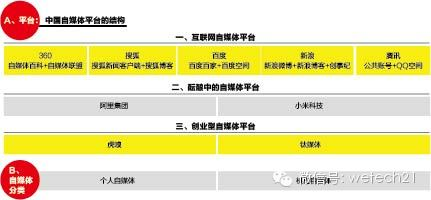 A、平台：
中国自媒体平台的结构
一、互联网自媒体平台
360
自媒体百科+自媒体联盟
搜狐
搜狐新闻客户端+搜狐博客
百度
百度百家+百度空间
新浪
新浪微博+新浪博客+创事纪
腾讯
公共账号+QQ空间
二、酝酿中的自媒体平台
阿里集团
小米科技
三、创业型自媒体平台
虎嗅
钛媒体
B、
自媒体
分类
个人自媒体
机构自媒体
微信号: wetech21